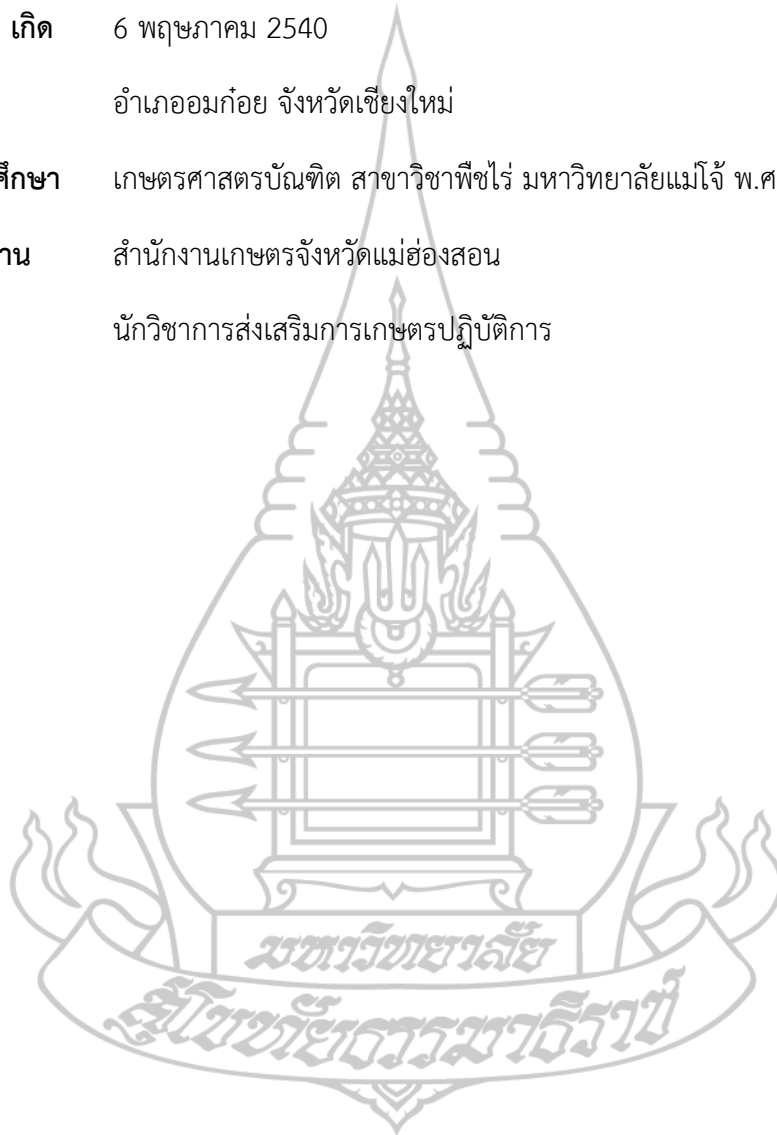 เกิด 6 พฤษภาคม 2540
อำเภออมก๋อย จังหวัดเชียงใหม่
ศึกษา เกษตรศาสตรบัณฑิต สาขาวิชาพืชไร่ มหาวิทยาลัยแม่โจ้ พ.ศ
าน สำนักงานเกษตรจังหวัดแม่ฮ่องสอน
นักวิชาการส่งเสริมการเกษตรปฏิบัติการ
มหาวิทยาลัย
สุโขทัยธรรมาธิราช